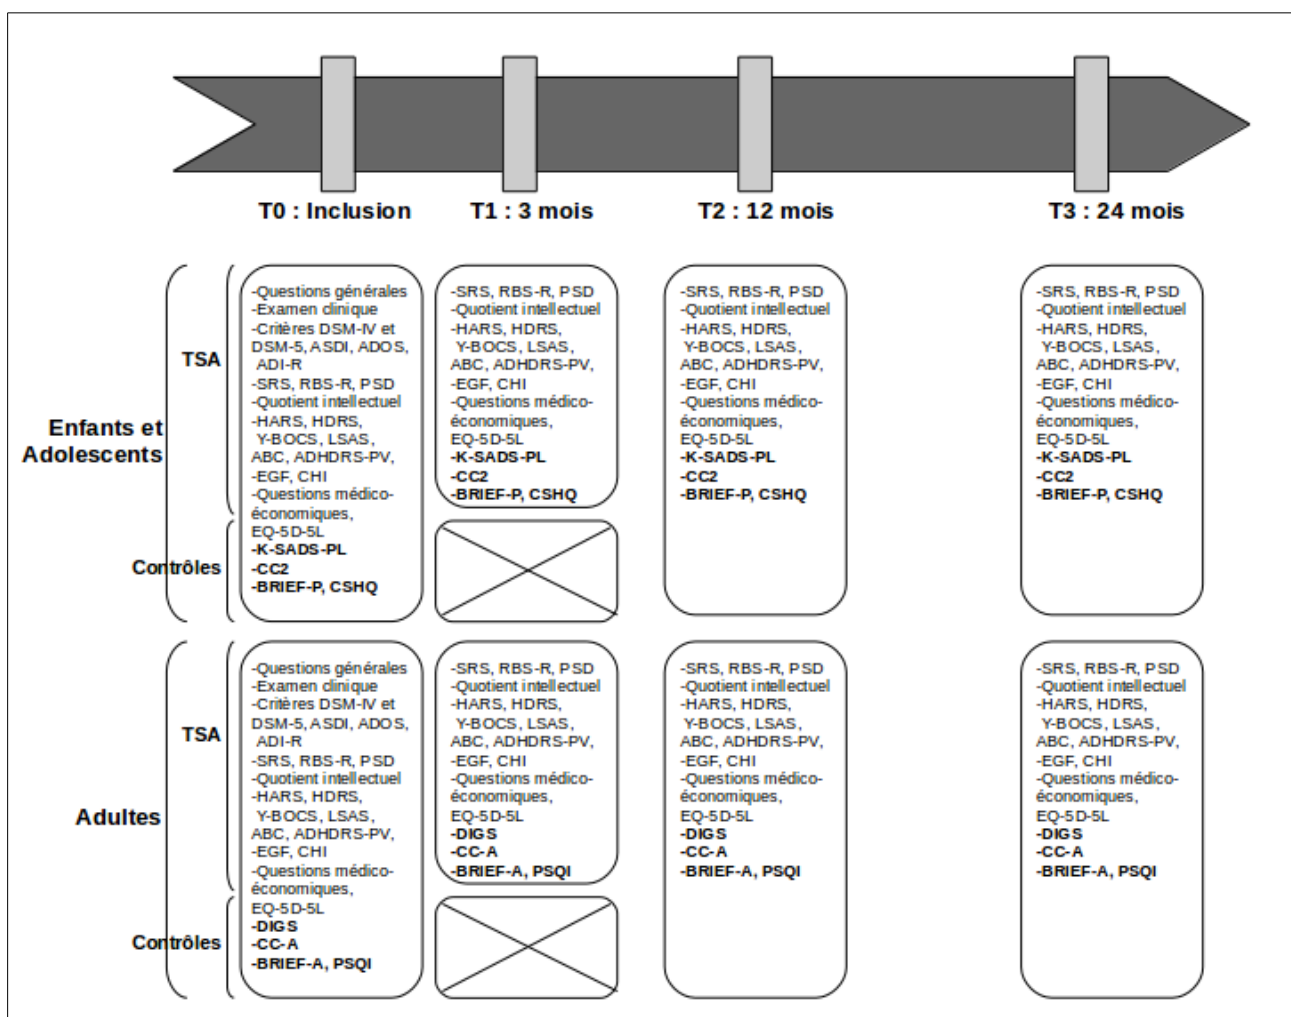 T0 : Inclusion
T1 : 3 mois
T2 : 12 mois
T3 : 24 mois
Enfants et
Adolescents
TSA
Contrôles
-Questions générales
-Examen clinique
-Critères DSM-IV et
DSM-5, ASDI, ADOS,
ADI-R
-SRS, RBS-R, PSD
-Quotient intellectuel
-HARS, HDRS,
Y-BOCS, LSAS,
ABC, ADHDRS-PV,
-EGF, CHI
-Questions médico-
économiques,
EQ-5D-5L
-K-SADS-PL
-CC2
-BRIEF-P, CSHQ
-SRS, RBS-R, PSD
-Quotient intellectuel
-HARS, HDRS,
Y-BOCS, LSAS,
ABC, ADHDRS-PV,
-EGF, CHI
-Questions médico-
économiques,
EQ-5D-5L
-K-SADS-PL
-CC2
-BRIEF-P, CSHQ
-SRS, RBS-R, PSD
-Quotient intellectuel
-HARS, HDRS,
Y-BOCS, LSAS,
ABC, ADHDRS-PV,
-EGF, CHI
-Questions médico-
économiques,
EQ-5D-5L
-K-SADS-PL
-CC2
-BRIEF-P, CSHQ
-SRS, RBS-R, PSD
-Quotient intellectuel
-HARS, HDRS,
Y-BOCS, LSAS,
ABC, ADHDRS-PV,
-EGF, CHI
-Questions médico-
économiques,
EQ-5D-5L
-K-SADS-PL
-CC2
-BRIEF-P, CSHQ
Adultes
TSA
Contrôles
-Questions générales
-Examen clinique
-Critères DSM-IV et
DSM-5, ASDI, ADOS,
ADI-R
-SRS, RBS-R, PSD
-Quotient intellectuel
-HARS, HDRS,
Y-BOCS, LSAS,
ABC, ADHDRS-PV,
-EGF, CHI
-Questions médico-
économiques,
EQ-5D-5L
-DIGS
-CC-A
-BRIEF-A, PSQI
-SRS, RBS-R, PSD
-Quotient intellectuel
-HARS, HDRS,
Y-BOCS, LSAS,
ABC, ADHDRS-PV,
-EGF, CHI
-Questions médico-
économiques,
EQ-5D-5L
-DIGS
-CC-A
-BRIEF-A, PSQI
-SRS, RBS-R, PSD
-Quotient intellectuel
-HARS, HDRS,
Y-BOCS, LSAS,
ABC, ADHDRS-PV,
-EGF, CHI
-Questions médico-
économiques,
EQ-5D-5L
-DIGS
-CC-A
-BRIEF-A, PSQI
-SRS, RBS-R, PSD
-Quotient intellectuel
-HARS, HDRS,
Y-BOCS, LSAS,
ABC, ADHDRS-PV,
-EGF, CHI
-Questions médico-
économiques,
EQ-5D-5L
-DIGS
-CC-A
-BRIEF-A, PSQI